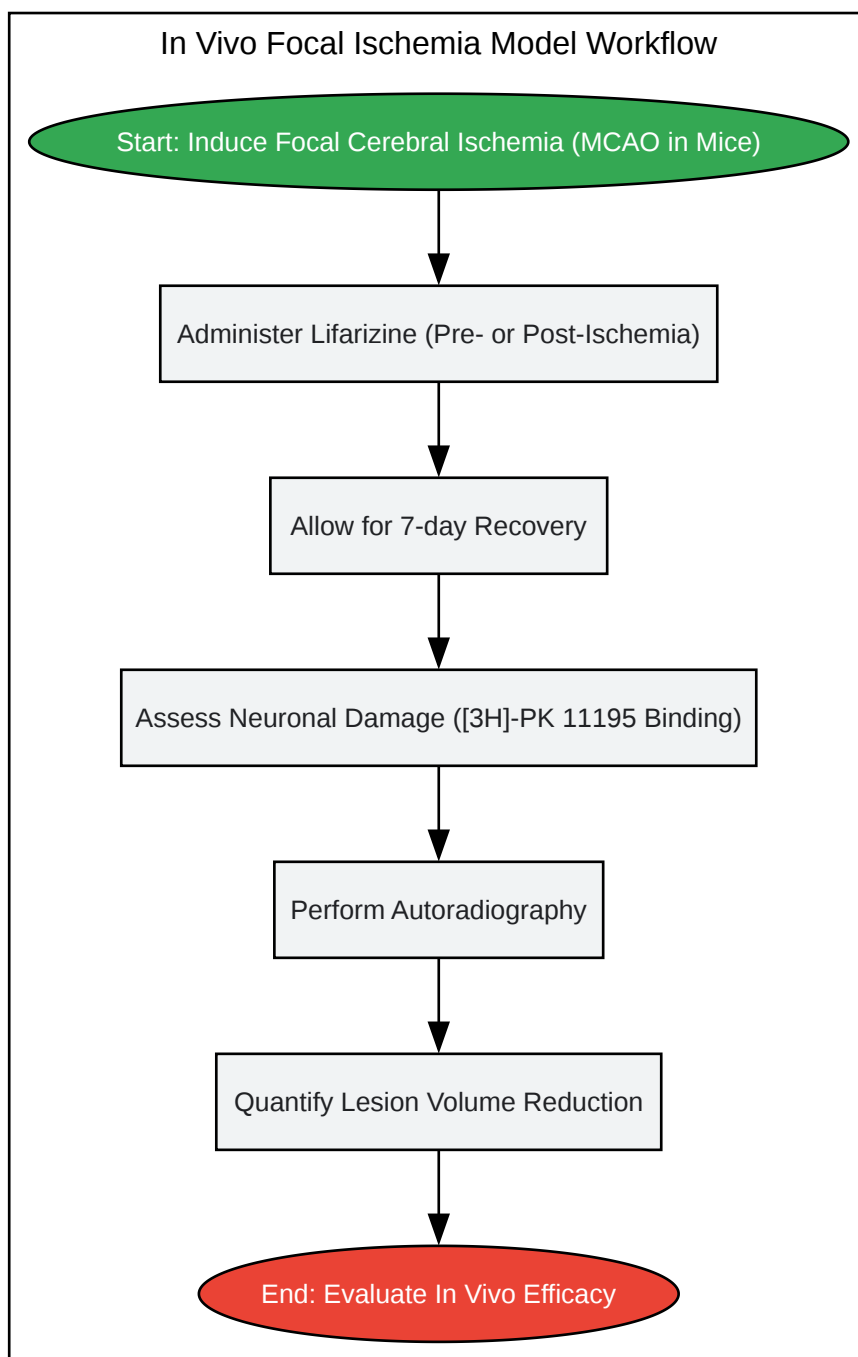 In Vivo Focal Ischemia Model Workflow
Start: Induce Focal Cerebral Ischemia (MCAO in Mice)
Administer Lifarizine (Pre- or Post-Ischemia)
Allow for 7-day Recovery
Assess Neuronal Damage ([3H]-PK 11195 Binding)
Perform Autoradiography
Quantify Lesion Volume Reduction
End: Evaluate In Vivo Efficacy